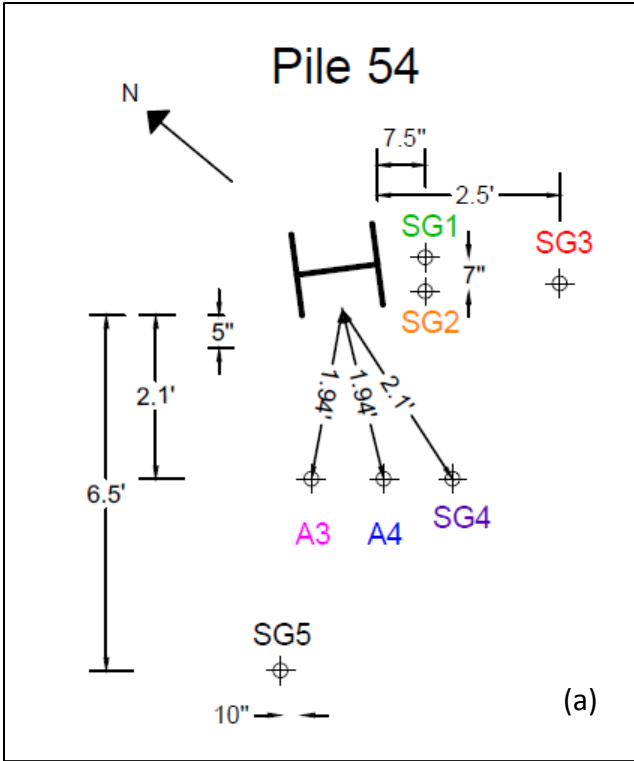 Pile 54
N
7.5"
2.5'
SG1
SG3
7"
SG2
5"
2.1'
1.94'
1.94'
2.1'
6.5'
A3
A4
SG4
SG5
10"
(a)